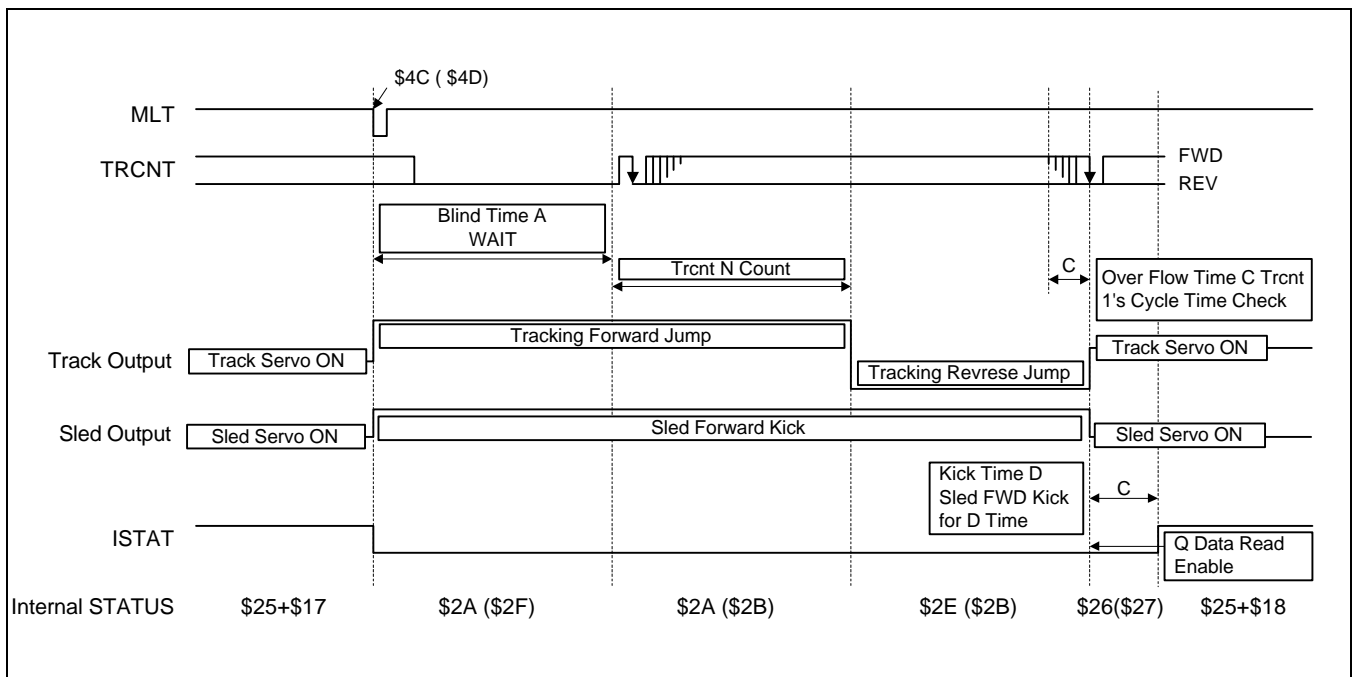 $4C ( $4D)
MLT
TRCNT
FWD
REV
Blind Time A
WAIT
Trcnt N Count
C
Over Flow Time C Trcnt
1's Cycle Time Check
Tracking Forward Jump
Track Output
Track Servo ON
Track Servo ON
Tracking Revrese Jump
Sled Output
Sled Servo ON
Sled Forward Kick
Sled Servo ON
Kick Time D
Sled FWD Kick
for D Time
C
ISTAT
Q Data Read
Enable
Internal STATUS
$25+$17
$2A ($2F)
$2A ($2B)
$2E ($2B)
$26($27)
$25+$18